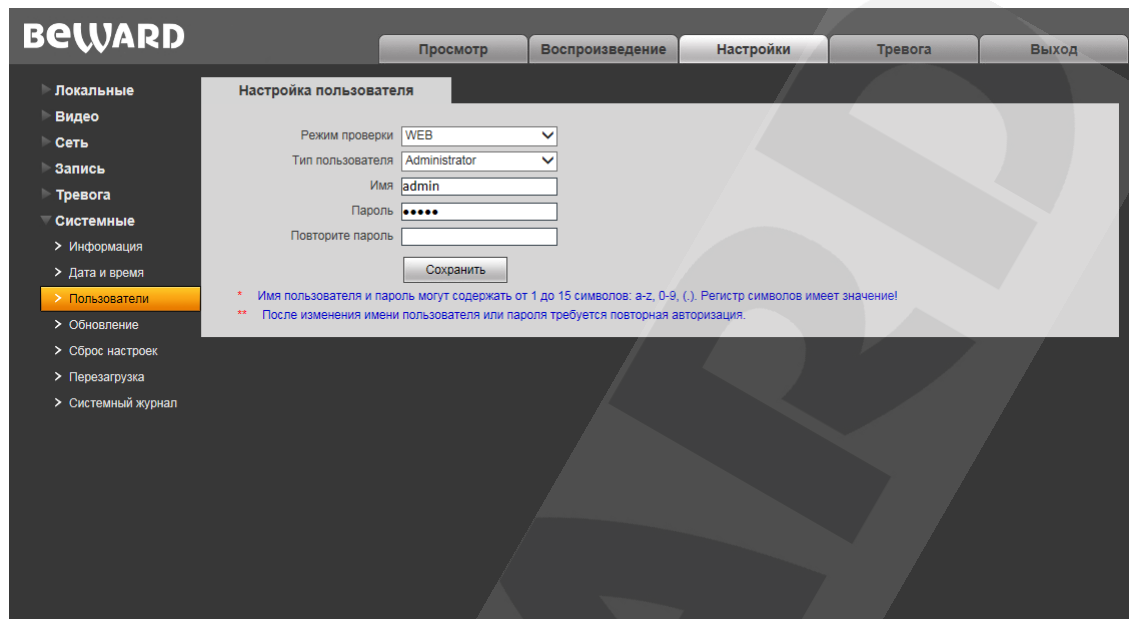 BEWARD
Просмотр Воспроизведение Настройки Тревога Выход
Локальные
Видео
Сеть
Запись
Тревога
Системные
Информация
Дата и время
Пользователи
Обновление
Сброс настроек
Перезагрузка
Системный журнал
Настройка пользователя
Режим проверки WEB
Тип пользователя Administrator
Имя admin
Пароль •••••
Повторите пароль
Сохранить
* Имя пользователя и пароль могут содержать от 1 до 15 символов: a-z, 0-9, (.). Регистр символов имеет значение!
** После изменения имени пользователя или пароля требуется повторная авторизация.